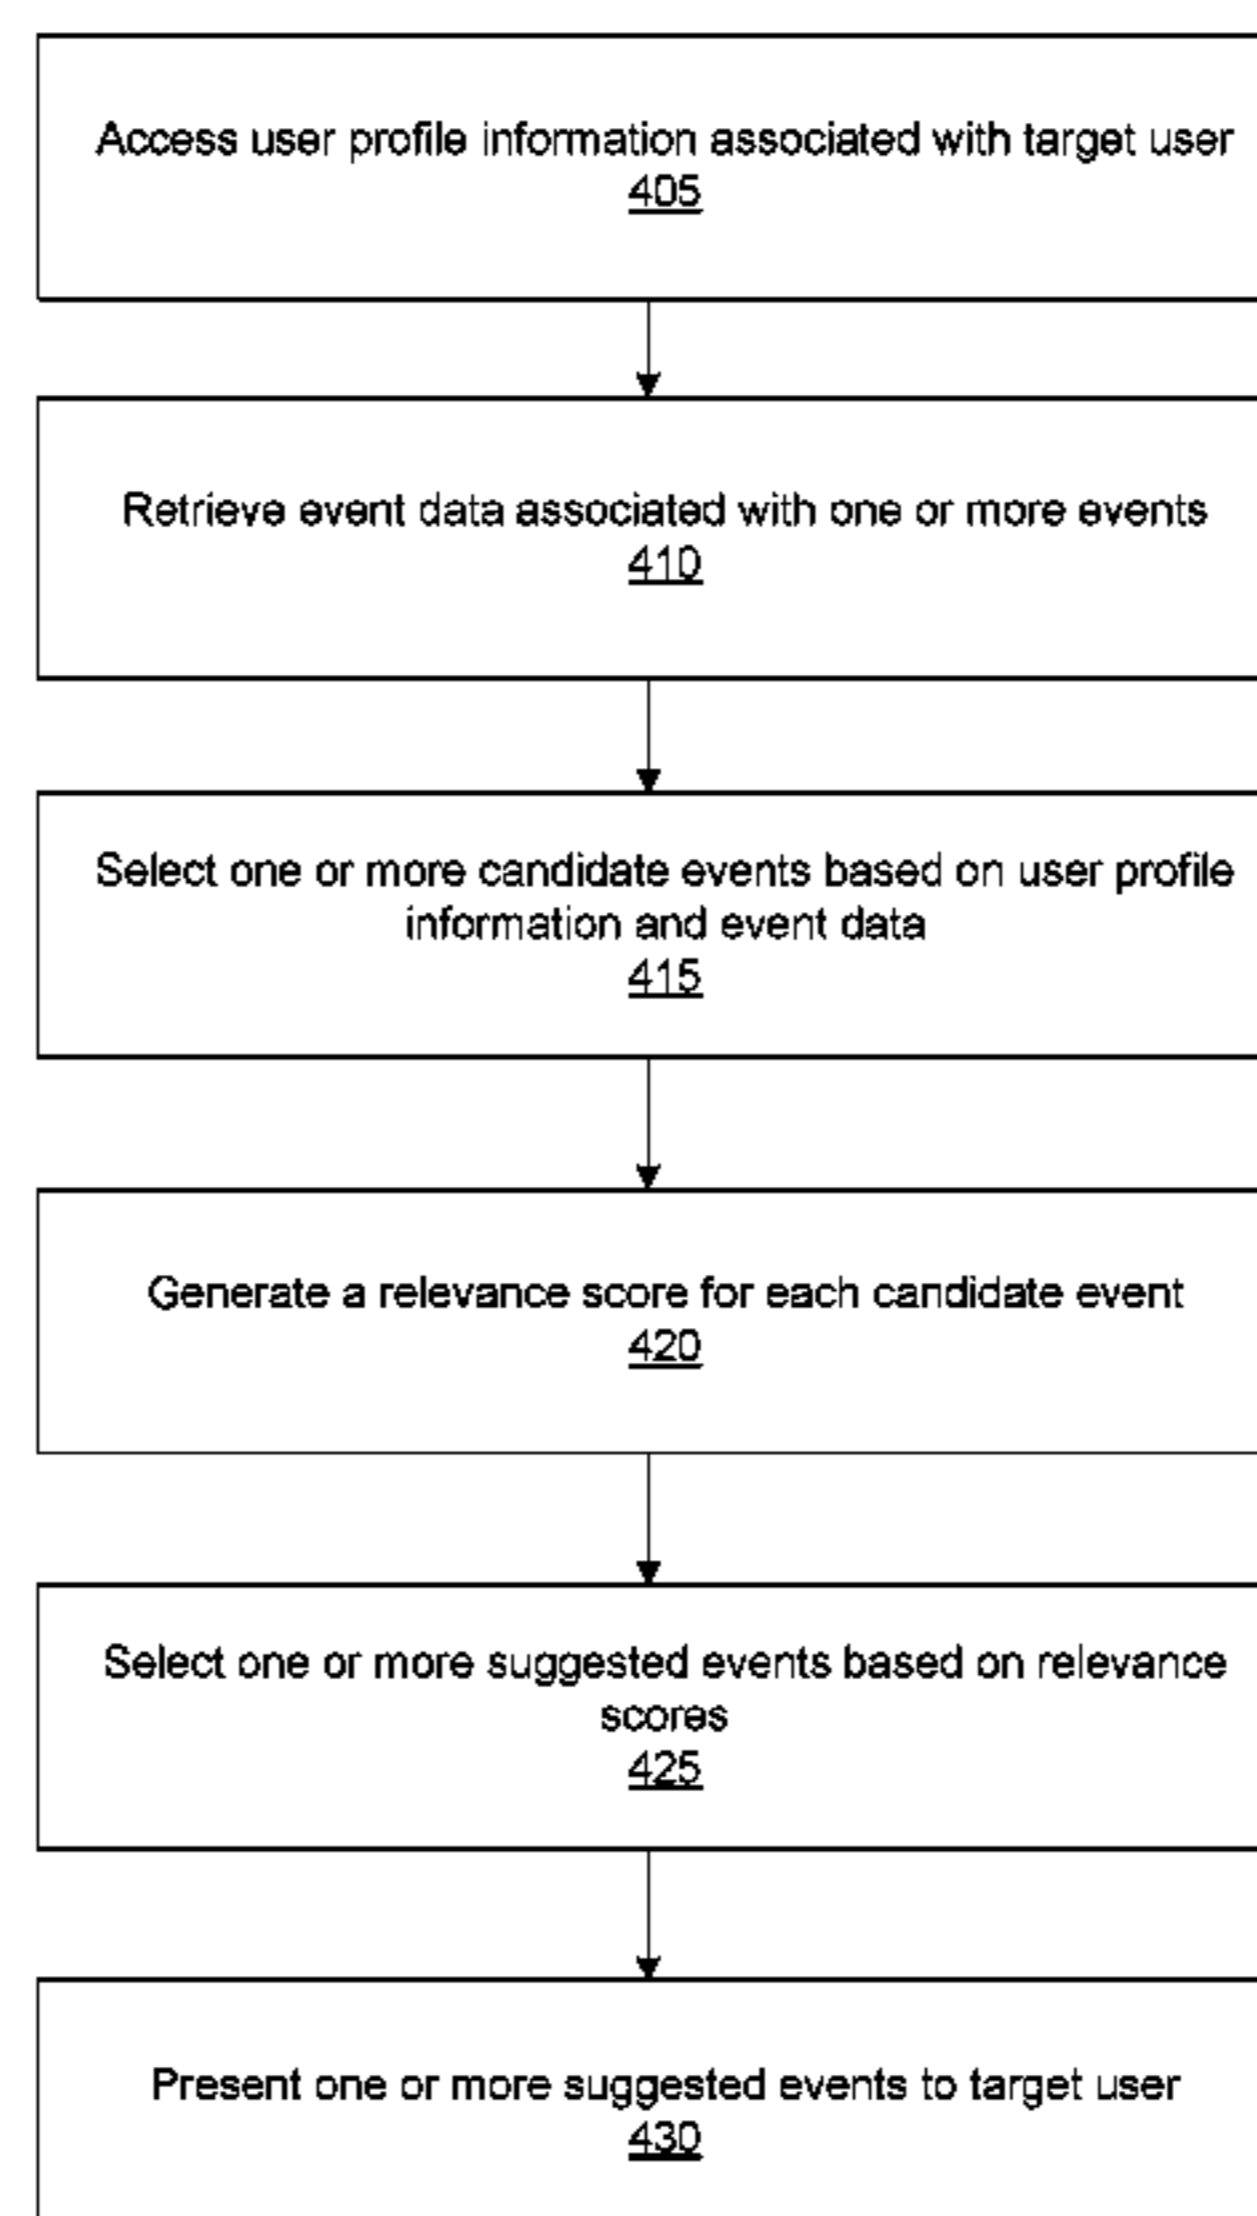 Access user profile information associated with target user
405
Retrieve event data associated with one or more events
410
Select one or more candidate events based on user profile
information and event data
415
Generate a relevance score for each candidate event
420
Select one or more suggested events based on relevance
scores
425
Present one or more suggested events to target user
430